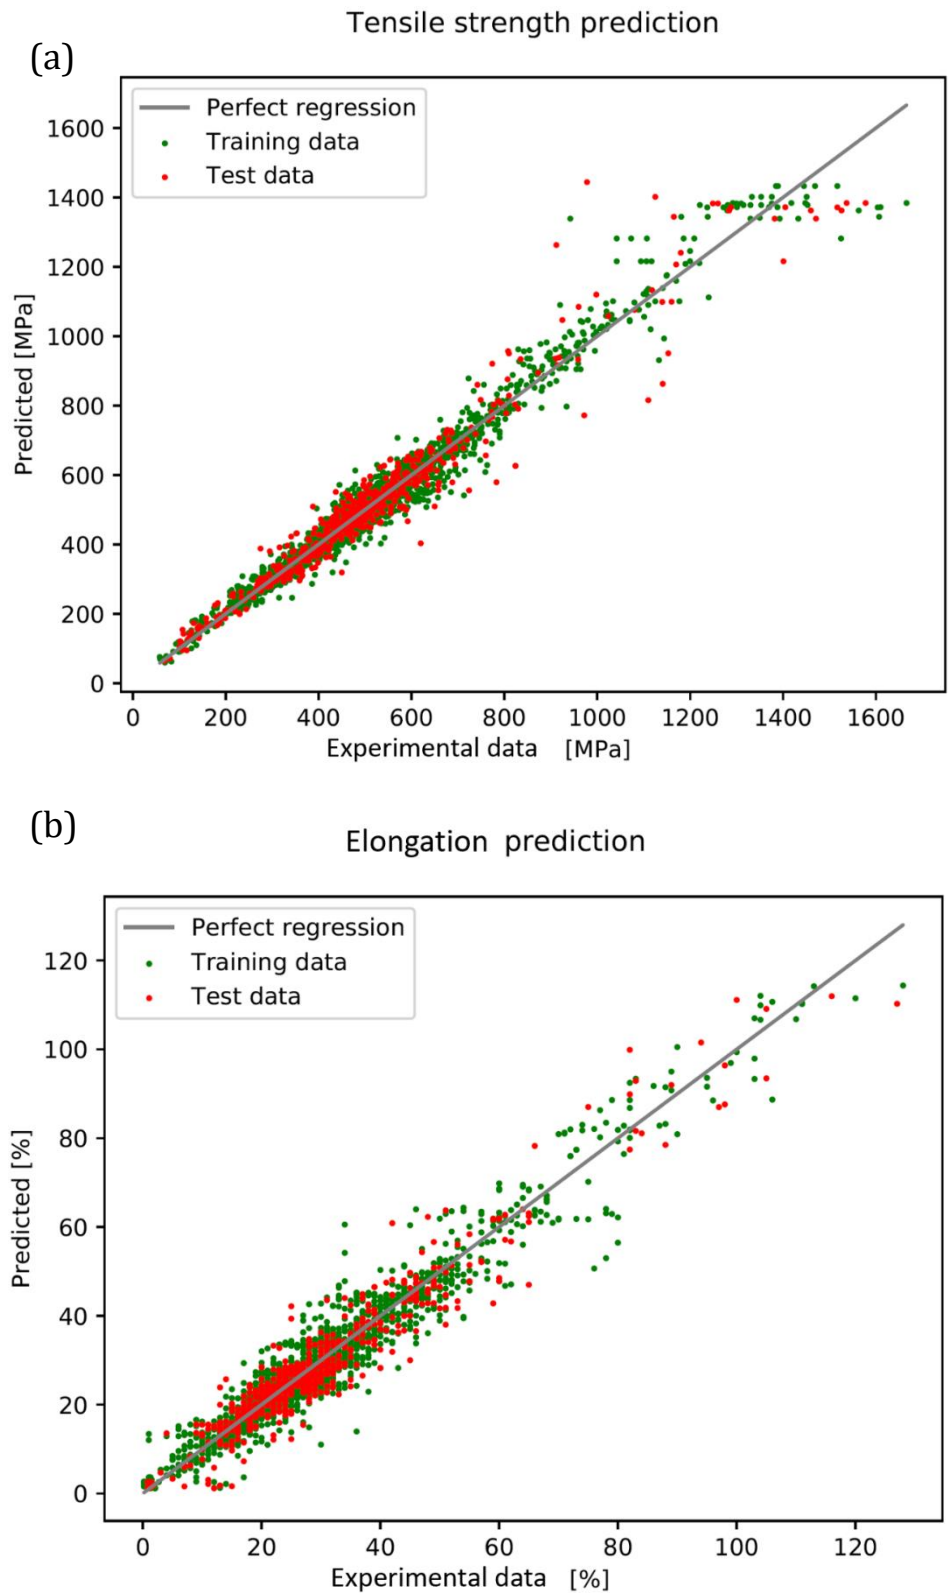 Tensile strength prediction
(a)
Perfect regression
Training data
Test data
1600
1400
1200
1000
800
600
400
200
0
Predicted [MPa]
0 200 400 600 800 1000 1200 1400 1600
Experimental data [MPa]
(b)
Elongation prediction
Perfect regression
Training data
Test data
120
100
80
60
40
20
0
Predicted [%]
0 20 40 60 80 100 120
Experimental data [%]